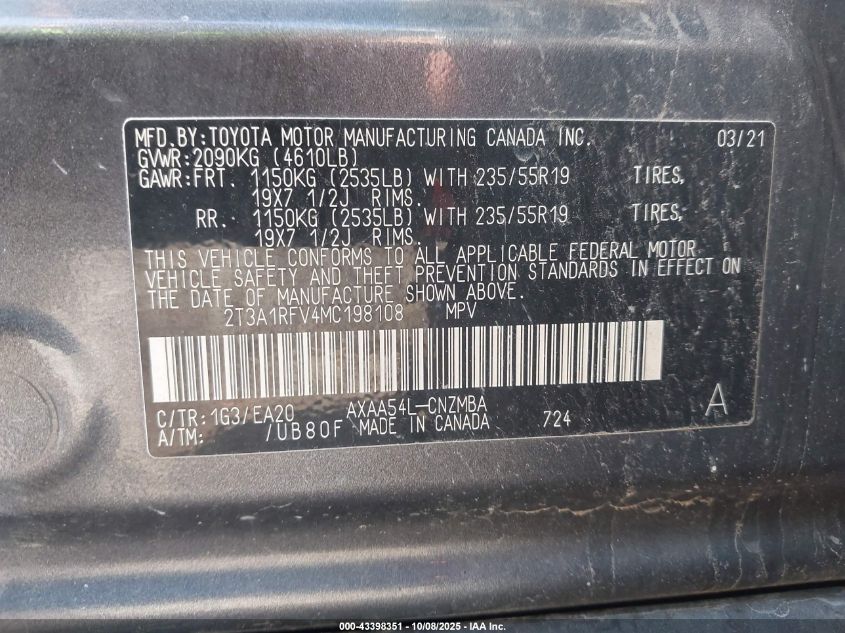 MFD.BY:TOYOTA MOTOR MANUFACTURING CANADA INC. 03/21
GVWR:2090KG (4610LB)
GAWR:FRT. 1150KG (2535LB) WITH 235/55R19 TIRES,
19X7 1/2J RIMS.
RR. 1150KG (2535LB) WITH 235/55R19 TIRES,
19X7 1/2J RIMS.
THIS VEHICLE CONFORMS TO ALL APPLICABLE FEDERAL MOTOR
VEHICLE SAFETY AND THEFT PREVENTION STANDARDS IN EFFECT ON
THE DATE OF MANUFACTURE SHOWN ABOVE.
2T3A1RFV4MC198108 MPV
C/TR:1G3/EA20 AXAA54L-CNZMBA A
A/TM: /UB80F MADE IN CANADA 724
000-43398351 - 10/08/2025 - IAA Inc.